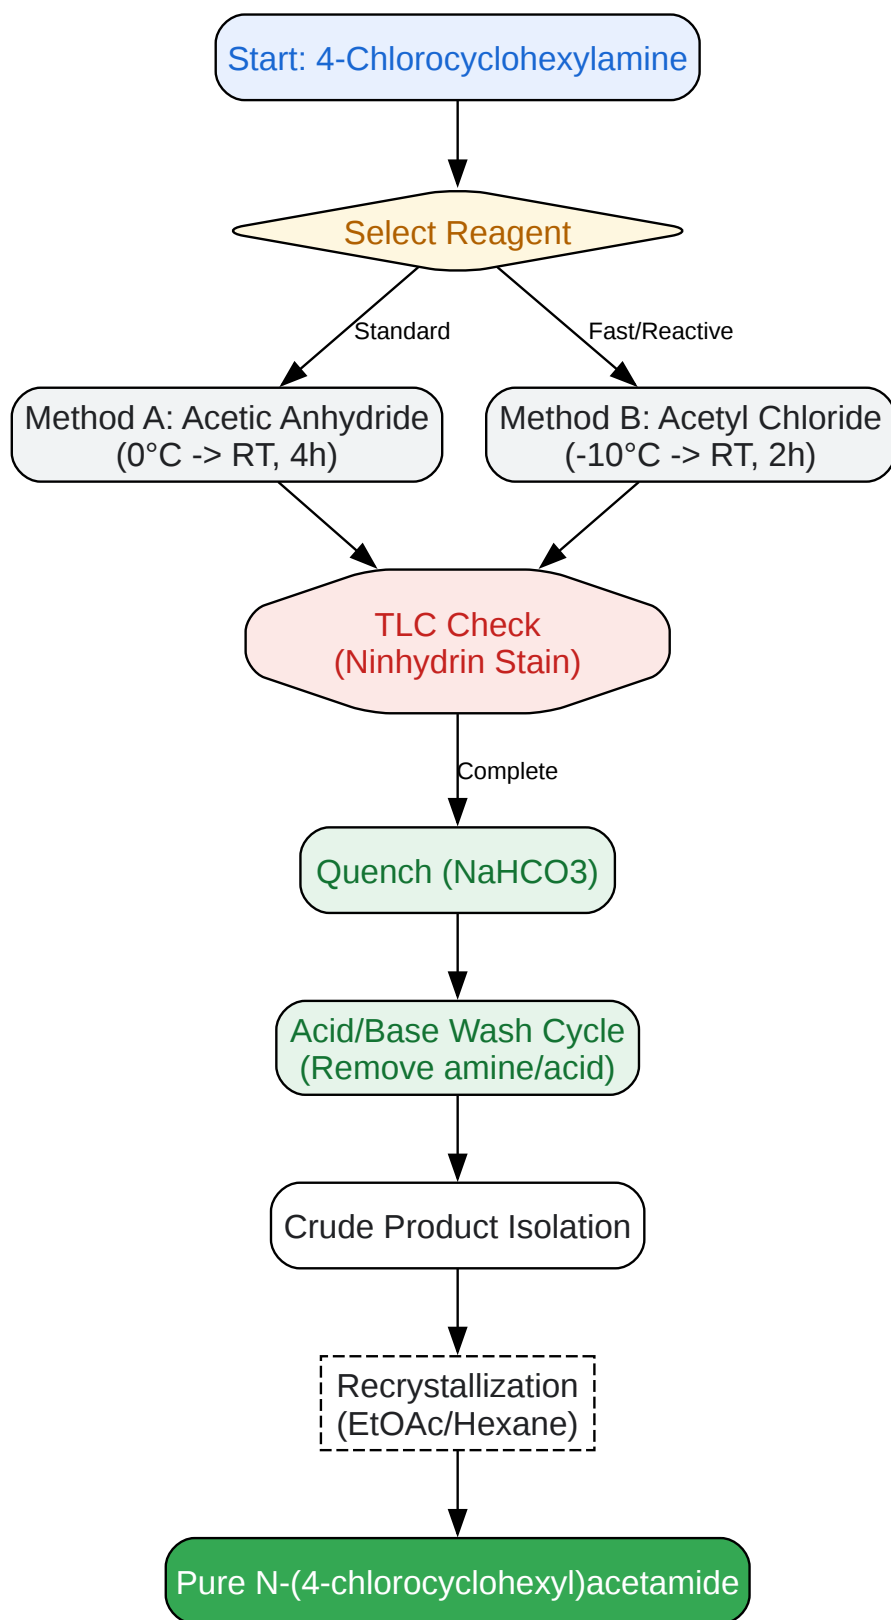 Start: 4-Chlorocyclohexylamine
Select Reagent
Standard
Fast/Reactive
Method A: Acetic Anhydride
(0°C -> RT, 4h)
Method B: Acetyl Chloride
(-10°C -> RT, 2h)
TLC Check
(Ninhydrin Stain)
Complete
Quench (NaHCO3)
Acid/Base Wash Cycle
(Remove amine/acid)
Crude Product Isolation
Recrystallization
(EtOAc/Hexane)
Pure N-(4-chlorocyclohexyl)acetamide